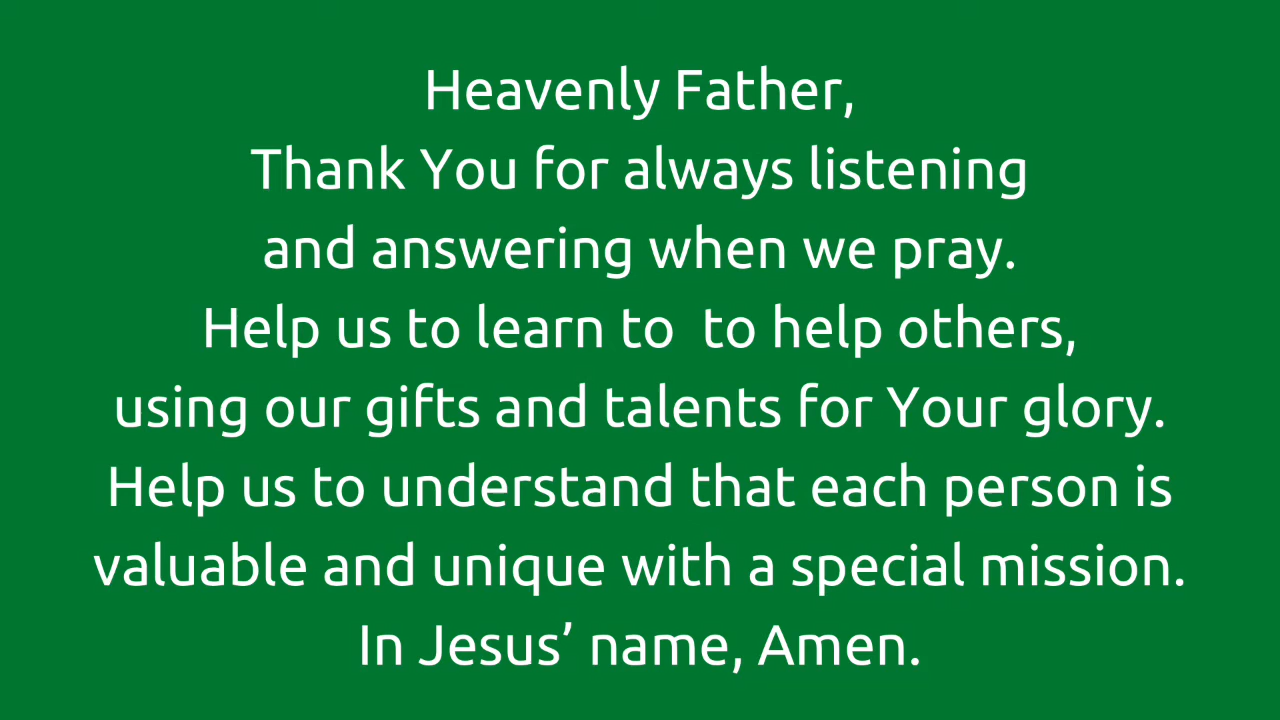 Heavenly Father,
Thank You for always listening
and answering when we pray.
Help us to learn to  to help others,
using our gifts and talents for Your glory.
Help us to understand that each person is
valuable and unique with a special mission.
In Jesus’ name, Amen.